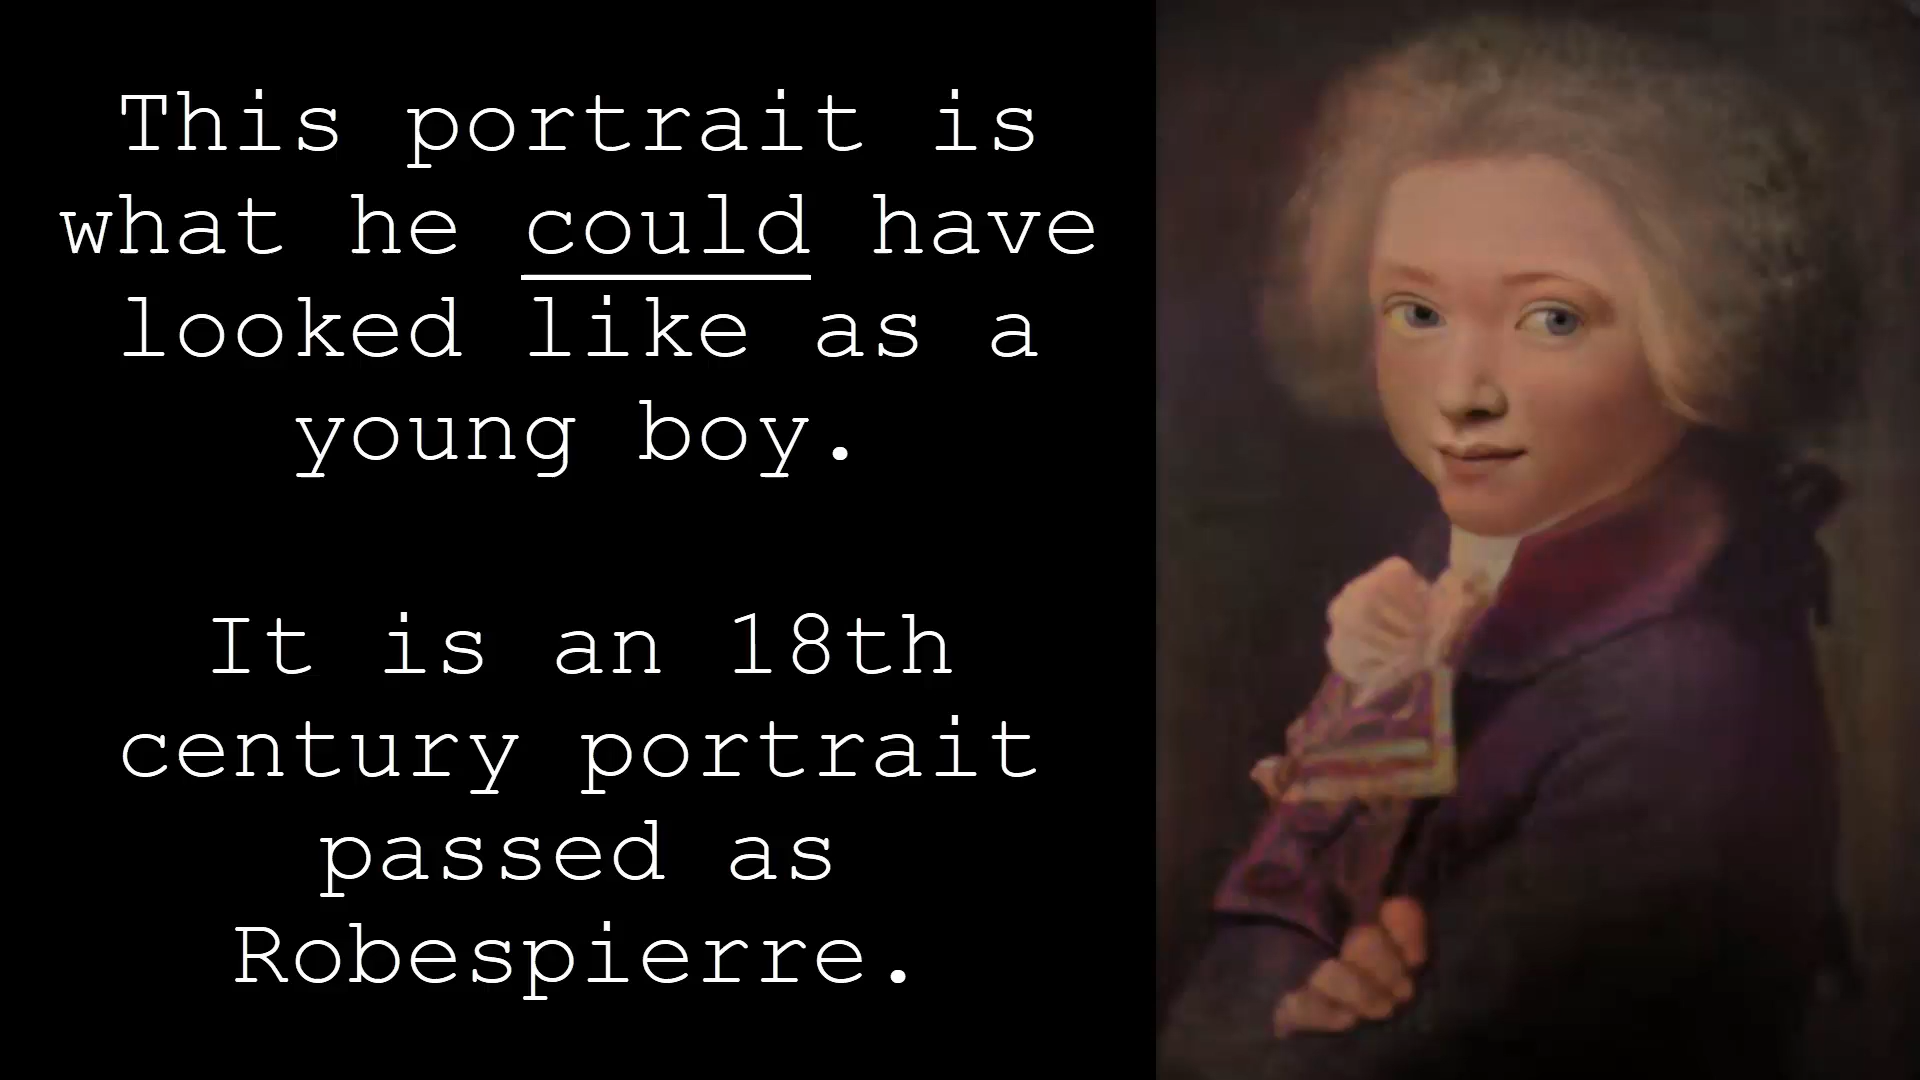 This portrait is
what he could have
looked like as a
young boy.
It is an 18th
century portrait
passed as
Robespierre.